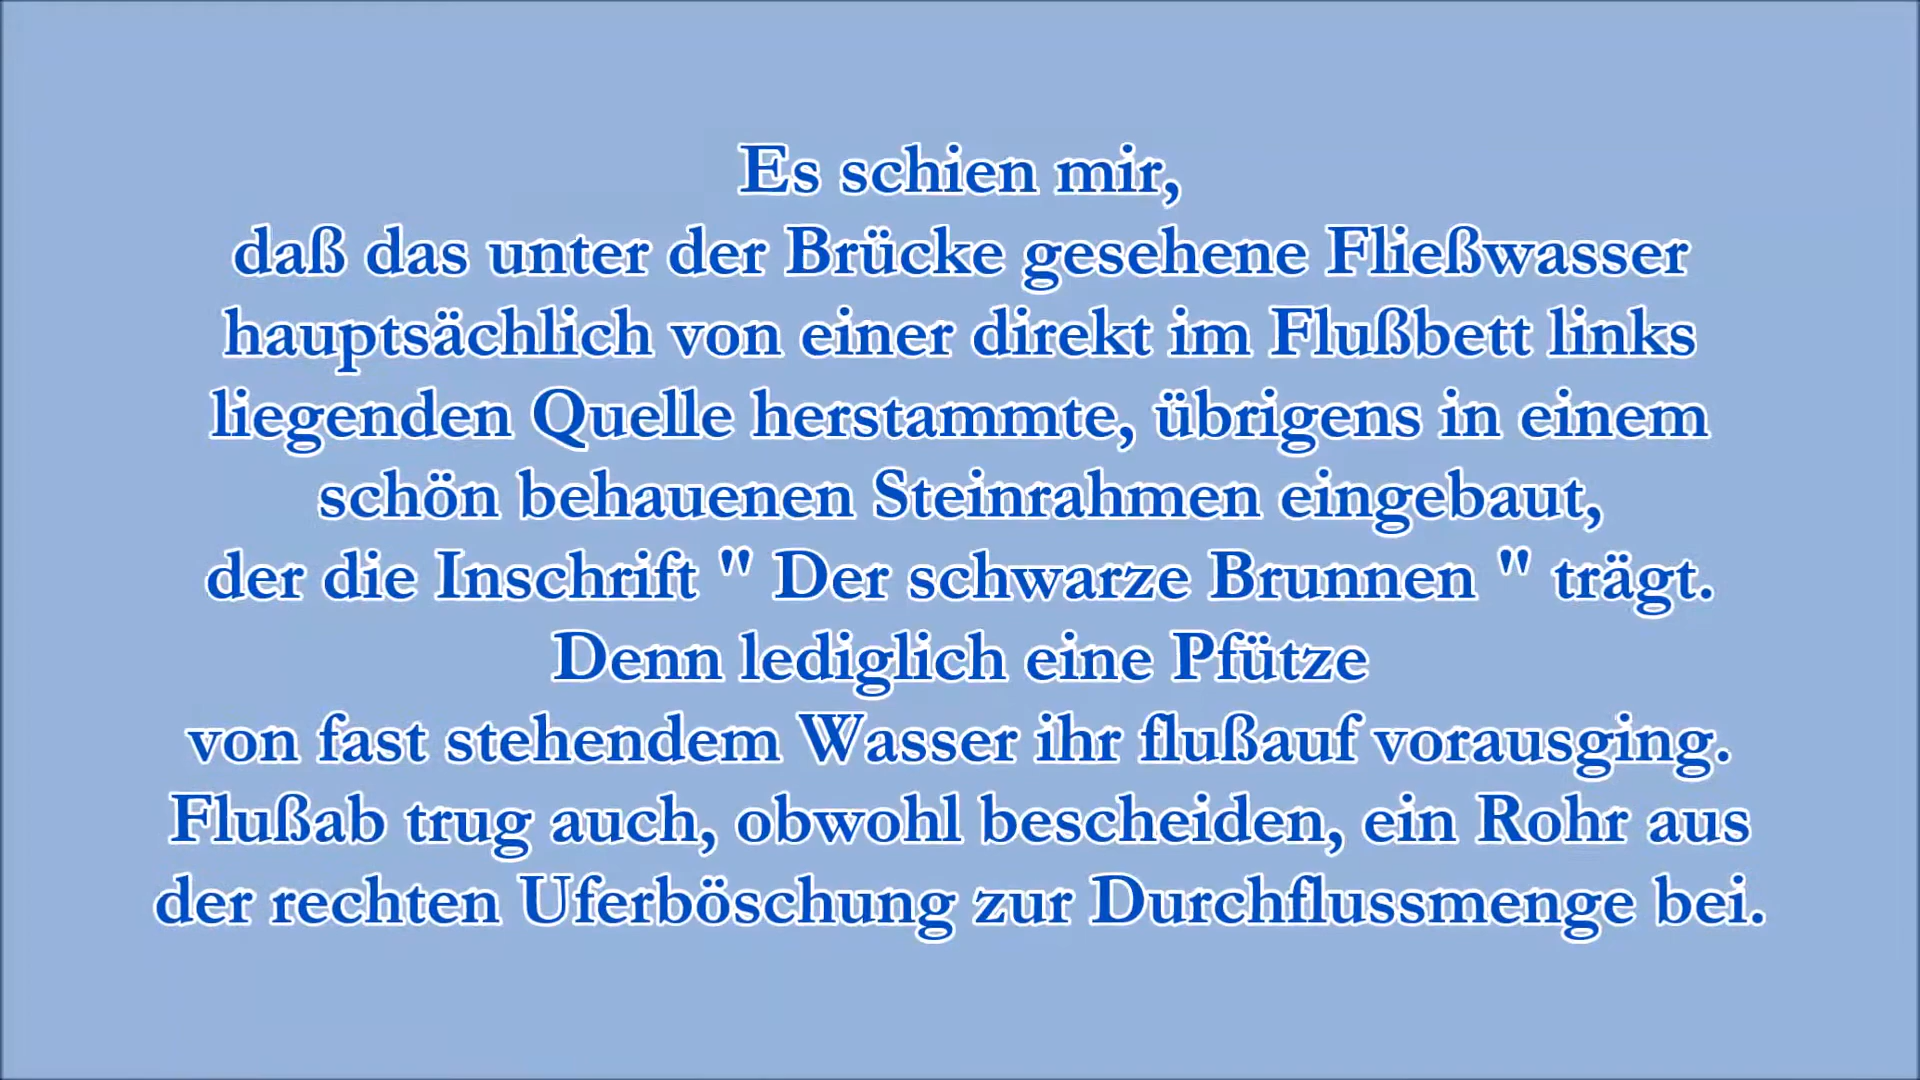 Es schien mir,
daß das unter der Brücke gesehene Fließwasser
hauptsächlich von einer direkt im Flußbett links
liegenden Quelle herstammte, übrigens in einem
schön behauenen Steinrahmen eingebaut,
der die Inschrift " Der schwarze Brunnen " trägt.
Denn lediglich eine Pfütze
von fast stehendem Wasser ihr flußauf vorausging.
Flußab trug auch, obwohl bescheiden, ein Rohr aus
der rechten Uferböschung zur Durchflussmenge bei.